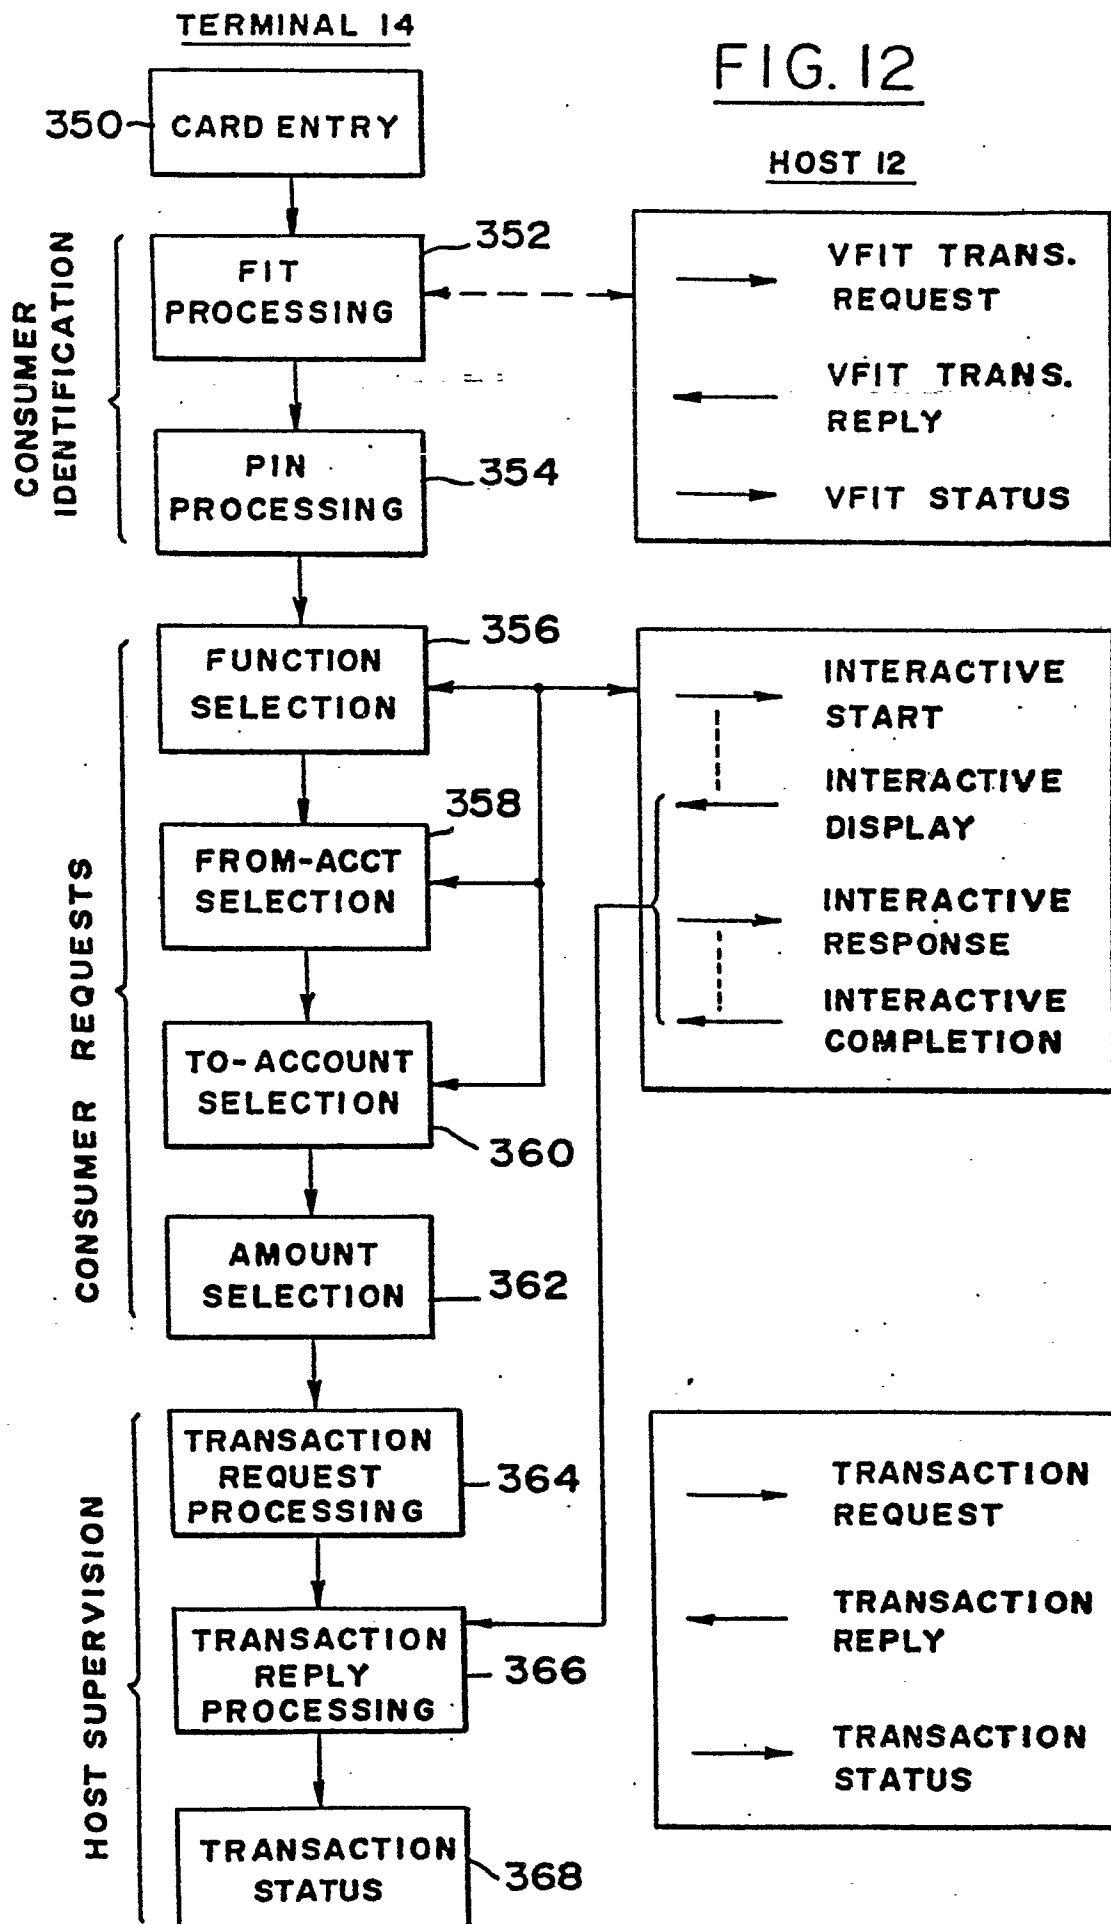 TERMINAL 14
FIG. 12
350
CARD ENTRY
HOST 12
CONSUMER
IDENTIFICATION
352
FIT
PROCESSING
VFIT TRANS.
REQUEST
VFIT TRANS.
REPLY
VFIT STATUS
PIN
PROCESSING
354
CONSUMER REQUESTS
356
FUNCTION
SELECTION
INTERACTIVE
START
INTERACTIVE
DISPLAY
INTERACTIVE
RESPONSE
INTERACTIVE
COMPLETION
358
FROM-ACCT
SELECTION
TO-ACCOUNT
SELECTION
360
AMOUNT
SELECTION
362
HOST SUPERVISION
TRANSACTION
REQUEST
PROCESSING
364
TRANSACTION
REQUEST
TRANSACTION
REPLY
TRANSACTION
STATUS
TRANSACTION
REPLY
PROCESSING
366
TRANSACTION
STATUS
368